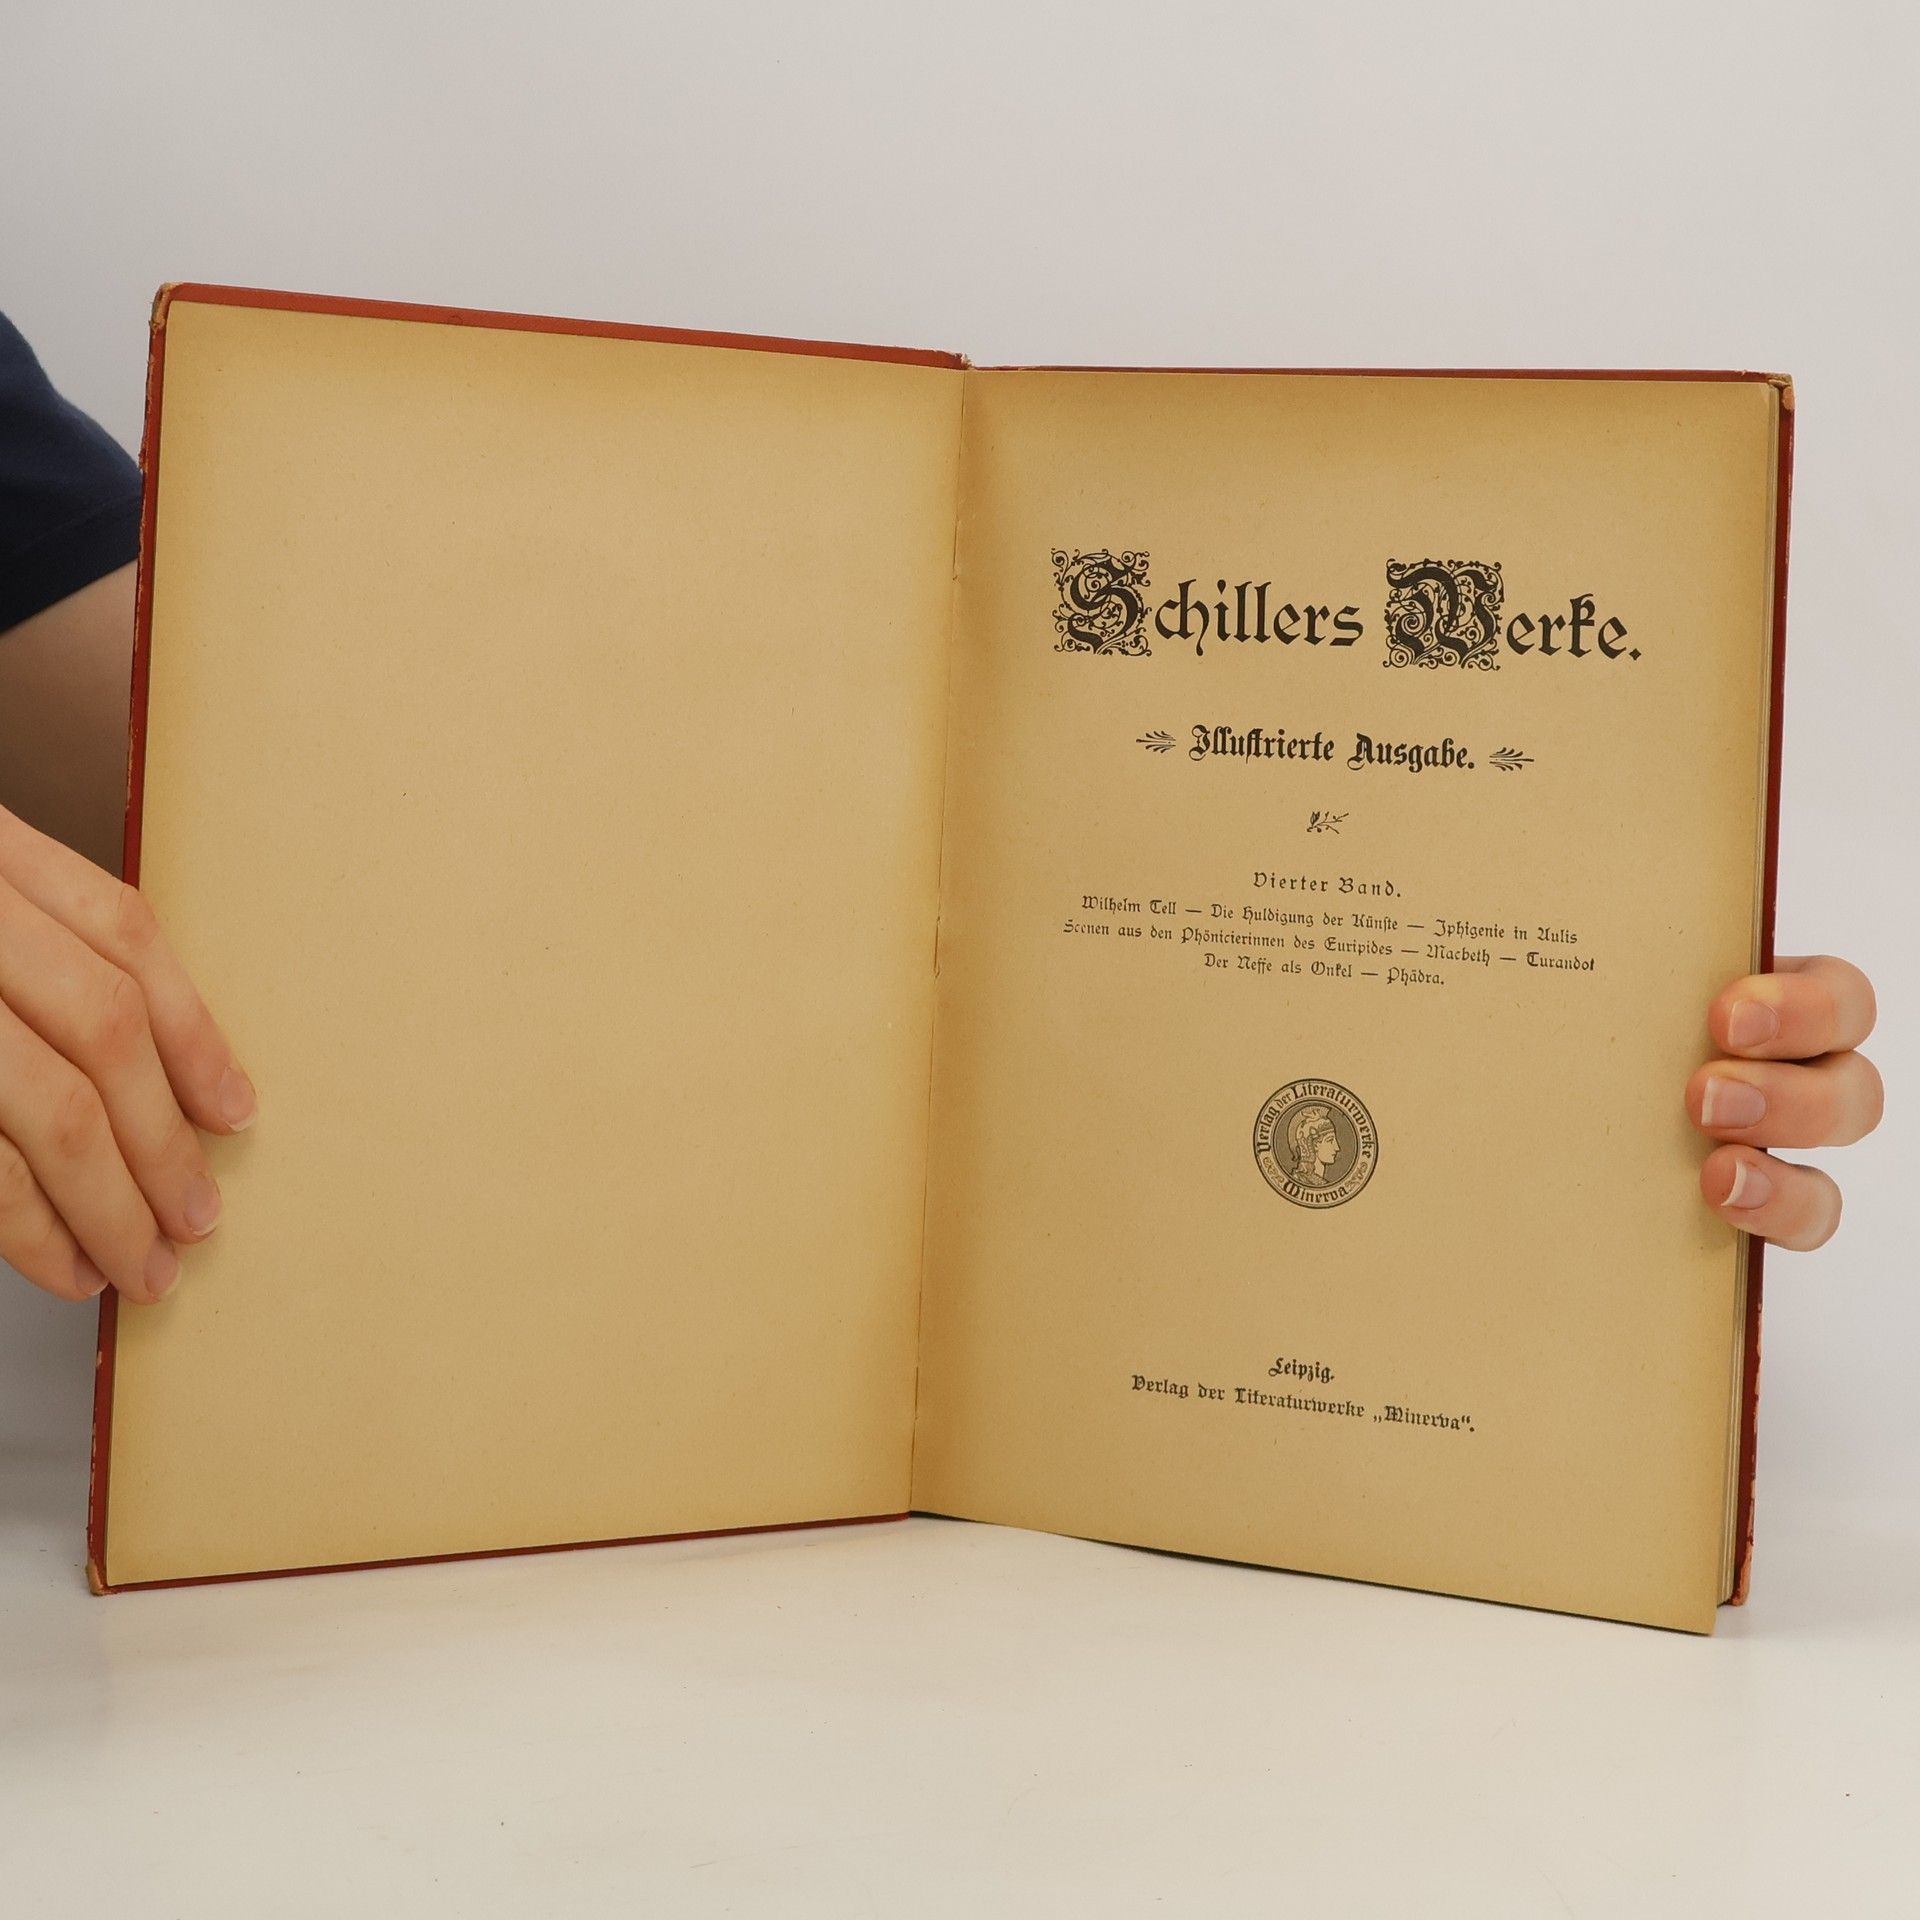 Schillers Werke.
Illustrierte Ausgabe.
Vierter Band.
Wilhelm Tell — Die Huldigung der Künste — Iphigenie in Aulis
Scenen aus den Phönicierinnen des Euripides — Macbeth — Turandot
Der Neffe als Onkel — Phädra.
Verlag der Literaturwerke
Minerva
Leipzig.
Verlag der Literaturwerke „Minerva“.